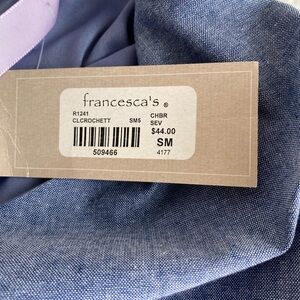 francesca's ®
R1241 CHBR
CLCROCHETT SM5 SEV
$44.00
SM
509466 4177